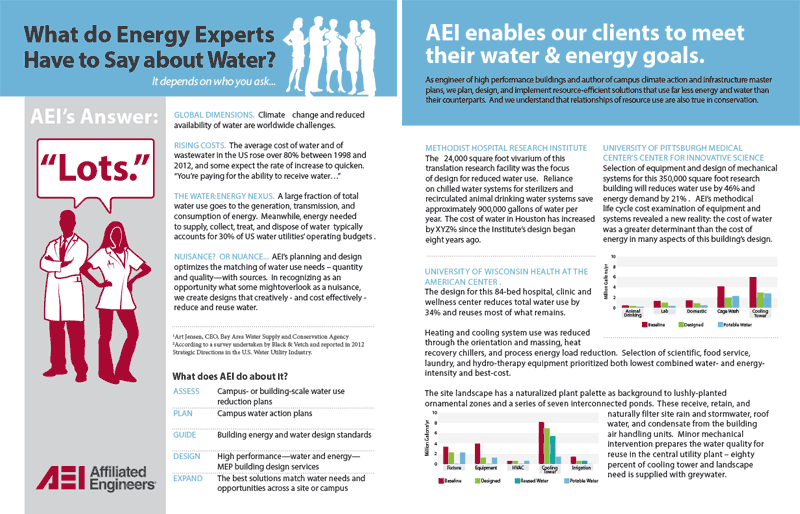 What do Energy Experts
Have to Say about Water?
It depends on who you ask...
AEI's Answer:
"Lots."
GLOBAL DIMENSIONS. Climate change and reduced
availability of water are worldwide challenges.
RISING COSTS. The average cost of water and of
wastewater in the US rose over 80% between 1998 and
2012, and some expect the rate of increase to quicken.
"You're paying for the ability to receive water…"
THE WATER:ENERGY NEXUS. A large fraction of total
water use goes to the generation, transmission, and
consumption of energy. Meanwhile, energy needed
to supply, collect, treat, and dispose of water typically
accounts for 30% of US water utilities' operating budgets .
NUISANCE? OR NUANCE... AEI's planning and design
optimizes the matching of water use needs – quantity
and quality—with sources. In recognizing as an
opportunity what some mightoverlook as a nuisance,
we create designs that creatively - and cost effectively -
reduce and reuse water.
¹Art Jensen, CEO, Bay Area Water Supply and Conservation Agency
²According to a survey undertaken by Black & Vetch and reported in 2012
Strategic Directions in the U.S. Water Utility Industry.
What does AEI do about it?
ASSESS Campus- or building-scale water use
reduction plans
PLAN Campus water action plans
GUIDE Building energy and water design standards
DESIGN High performance—water and energy—
MEP building design services
EXPAND The best solutions match water needs and
opportunities across a site or campus
AEI Affiliated
Engineers
AEI enables our clients to meet
their water & energy goals.
As engineer of high performance buildings and author of campus climate action and infrastructure master
plans, we plan, design, and implement resource-efficient solutions that use far less energy and water than
their counterparts. And we understand that relationships of resource use are also true in conservation.
METHODIST HOSPITAL RESEARCH INSTITUTE
The 24,000 square foot vivarium of this
translation research facility was the focus
of design for reduced water use. Reliance
on chilled water systems for sterilizers and
recirculated animal drinking water systems save
approximately 900,000 gallons of water per
year. The cost of water in Houston has increased
by XYZ% since the Institute's design began
eight years ago.
UNIVERSITY OF PITTSBURGH MEDICAL
CENTER'S CENTER FOR INNOVATIVE SCIENCE
Selection of equipment and design of mechanical
systems for this 350,000 square foot research
building will reduces water use by 46% and
energy demand by 21% . AEI's methodical
life cycle cost examination of equipment and
systems revealed a new reality: the cost of water
was a greater determinant than the cost of
energy in many aspects of this building's design.
Million Gallons/yr
10
8
6
4
2
0
Animal
Drinking
Lab
Domestic
Cage Wash
Cooling
Tower
Baseline Designed Potable Water
UNIVERSITY OF WISCONSIN HEALTH AT THE
AMERICAN CENTER .
The design for this 84-bed hospital, clinic and
wellness center reduces total water use by
34% and reuses most of what remains.
Heating and cooling system use was reduced
through the orientation and massing, heat
recovery chillers, and process energy load reduction. Selection of scientific, food service,
laundry, and hydro-therapy equipment prioritized both lowest combined water- and energy-
intensity and best-cost.
The site landscape has a naturalized plant palette as background to lushly-planted
ornamental zones and a series of seven interconnected ponds. These receive, retain, and
naturally filter site rain and stormwater, roof
water, and condensate from the building
air handling units. Minor mechanical
intervention prepares the water quality for
reuse in the central utility plant – eighty
percent of cooling tower and landscape
need is supplied with greywater.
Million Gallons/yr
10
8
6
4
2
0
Fixture
Equipment
HVAC
Cooling
Tower
Irrigation
Baseline Designed Reused Water Potable Water